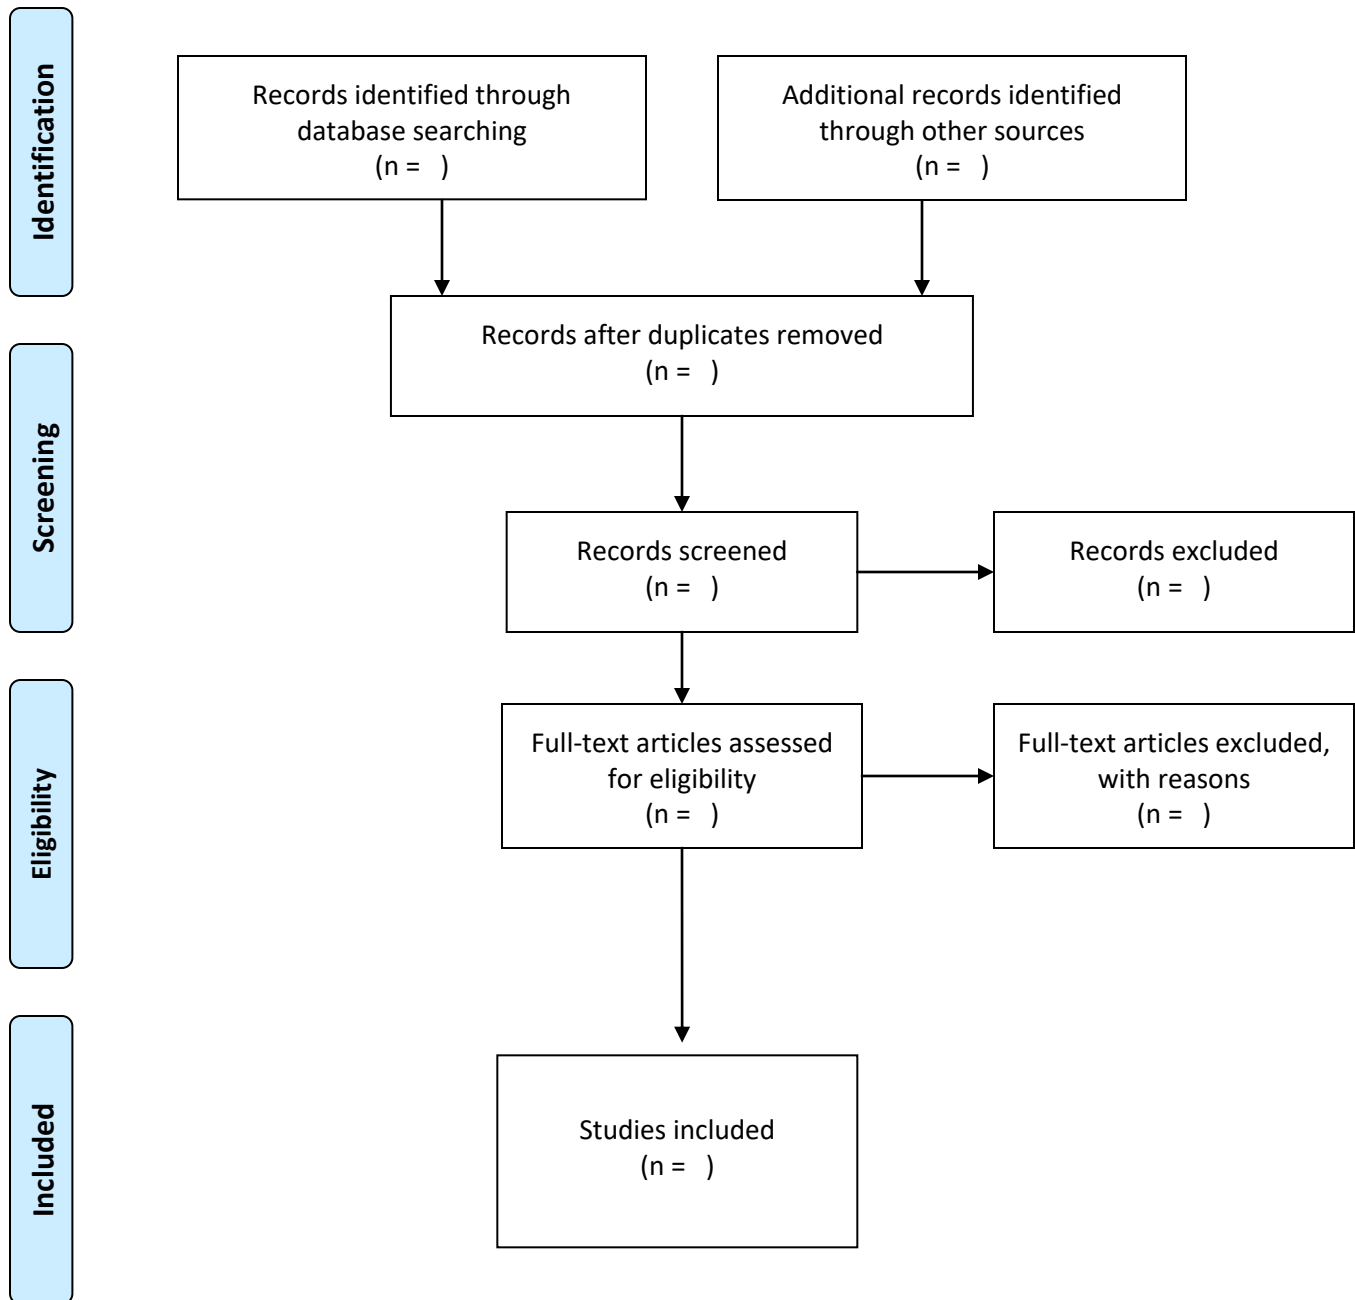 Identification
Records identified through
database searching
(n =   )
Additional records identified
through other sources
(n =   )
Records after duplicates removed
(n =   )
Screening
Records screened
(n =   )
Records excluded
(n =   )
Eligibility
Full-text articles assessed
for eligibility
(n =   )
Full-text articles excluded,
with reasons
(n =   )
Included
Studies included
(n =   )